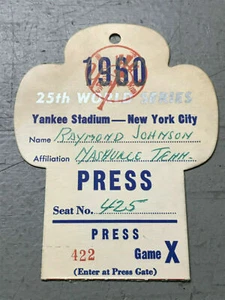 1960
25th WORLD SERIES
Yankee Stadium — New York City
Name RAYMOND JOHNSON
Affiliation NASHVILLE TENN.
PRESS
Seat No. 425
PRESS
422 Game X
(Enter at Press Gate)